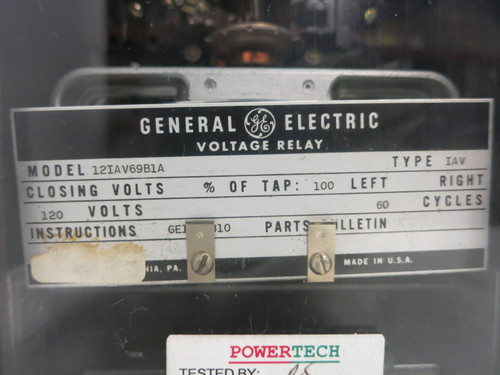 GENERAL GE ELECTRIC
VOLTAGE RELAY
MODEL 12IAV69B1A TYPE IAV
CLOSING VOLTS % OF TAP: 100 LEFT RIGHT
120 VOLTS 60 CYCLES
INSTRUCTIONS PARTS
MADE IN U.S.A.
POWERTECH
TESTED BY: